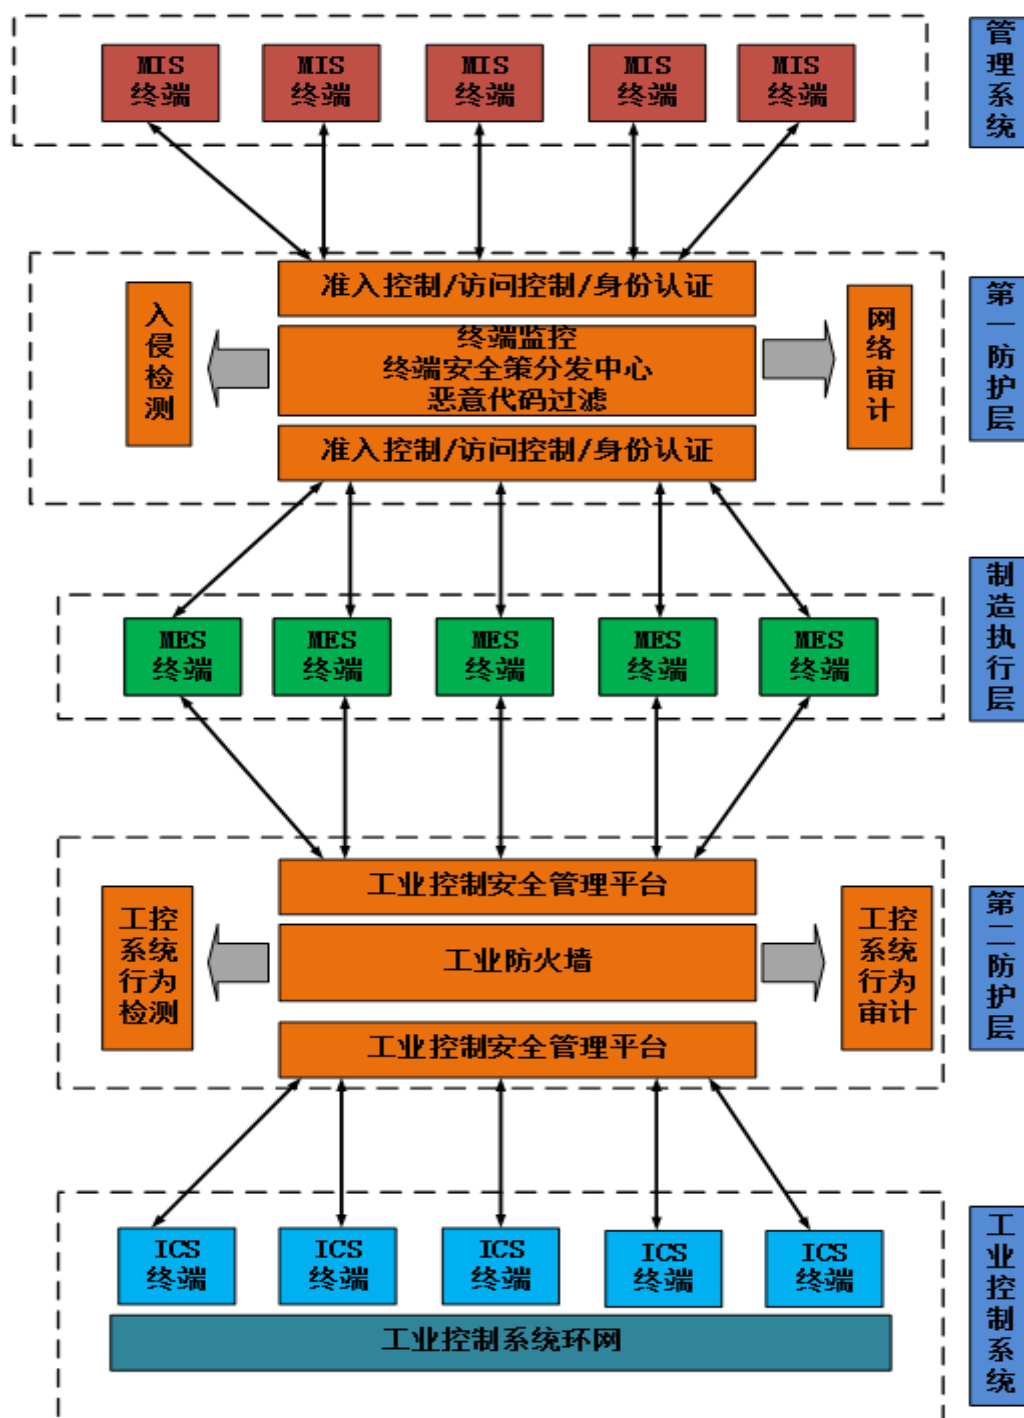 MIS
终端
MIS
终端
MIS
终端
MIS
终端
MIS
终端
管
理
系
统
准入控制/访问控制/身份认证
入
侵
检
测
终端监控
终端安全策分发中心
恶意代码过滤
网
络
审
计
准入控制/访问控制/身份认证
第
一
防
护
层
MES
终端
MES
终端
MES
终端
MES
终端
MES
终端
制
造
执
行
层
工业控制安全管理平台
工控
系统
行为
检测
工业防火墙
工控
系统
行为
审计
工业控制安全管理平台
第
二
防
护
层
ICS
终端
ICS
终端
ICS
终端
ICS
终端
ICS
终端
工业控制系统环网
工
业
控
制
系
统